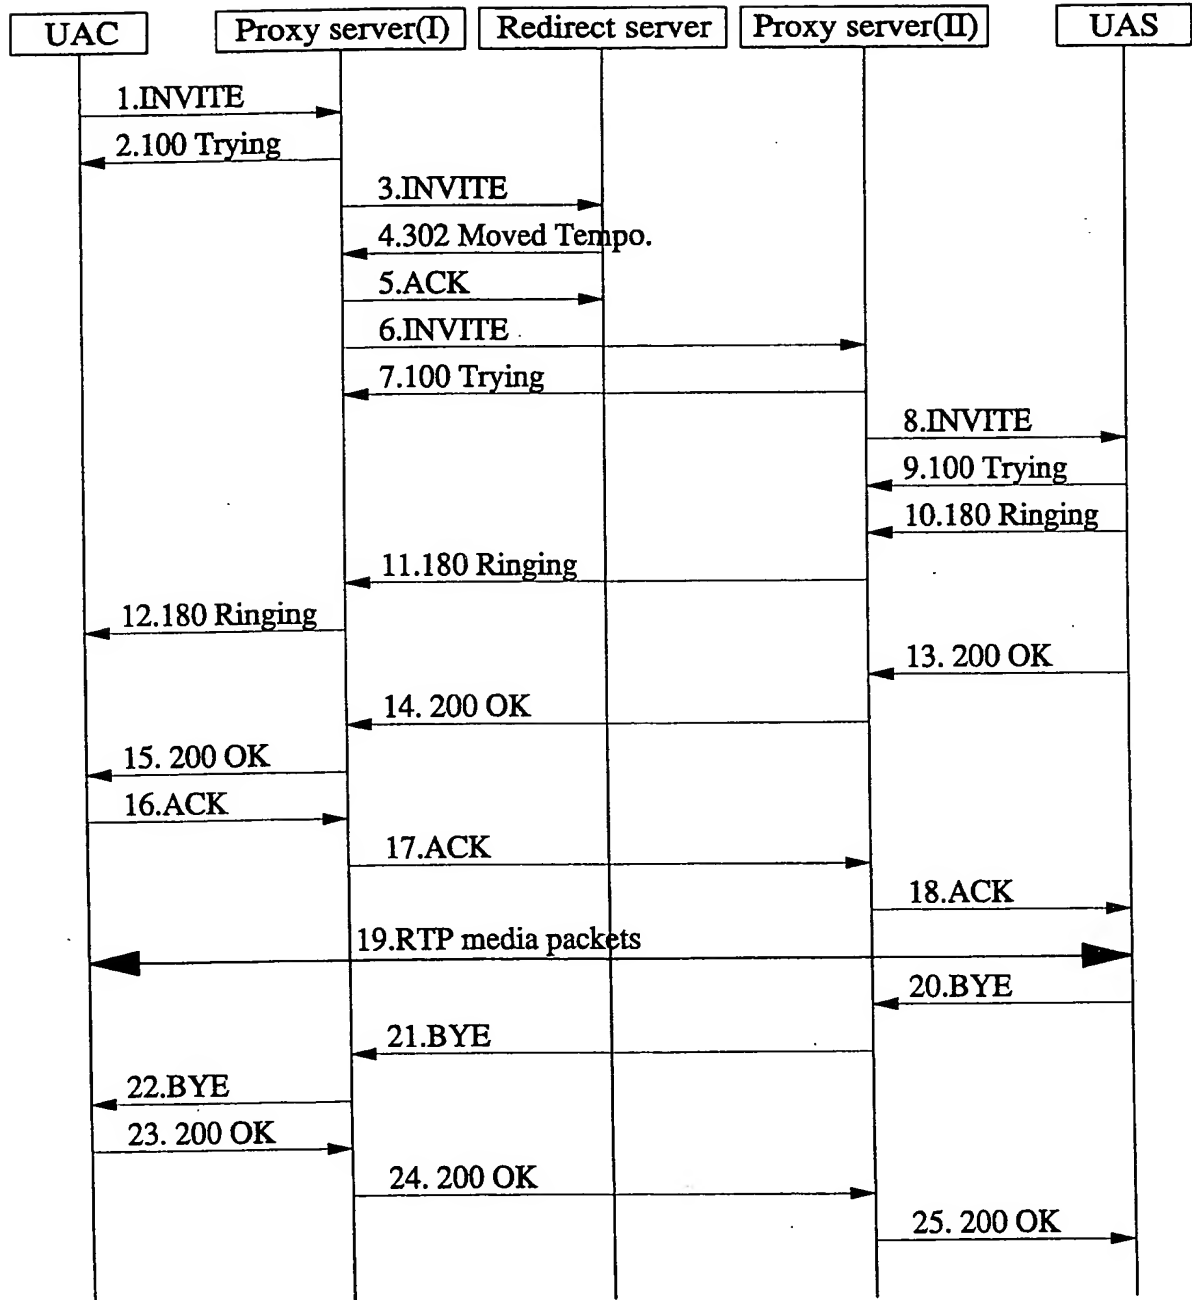 UAC
Proxy server(I)
Redirect server
Proxy server(II)
UAS
1.INVITE
2.100 Trying
3.INVITE
4.302 Moved Tempo.
5.ACK
6.INVITE
7.100 Trying
8.INVITE
9.100 Trying
10.180 Ringing
11.180 Ringing
12.180 Ringing
13. 200 OK
14. 200 OK
15. 200 OK
16.ACK
17.ACK
18.ACK
19.RTP media packets
20.BYE
21.BYE
22.BYE
23. 200 OK
24. 200 OK
25. 200 OK